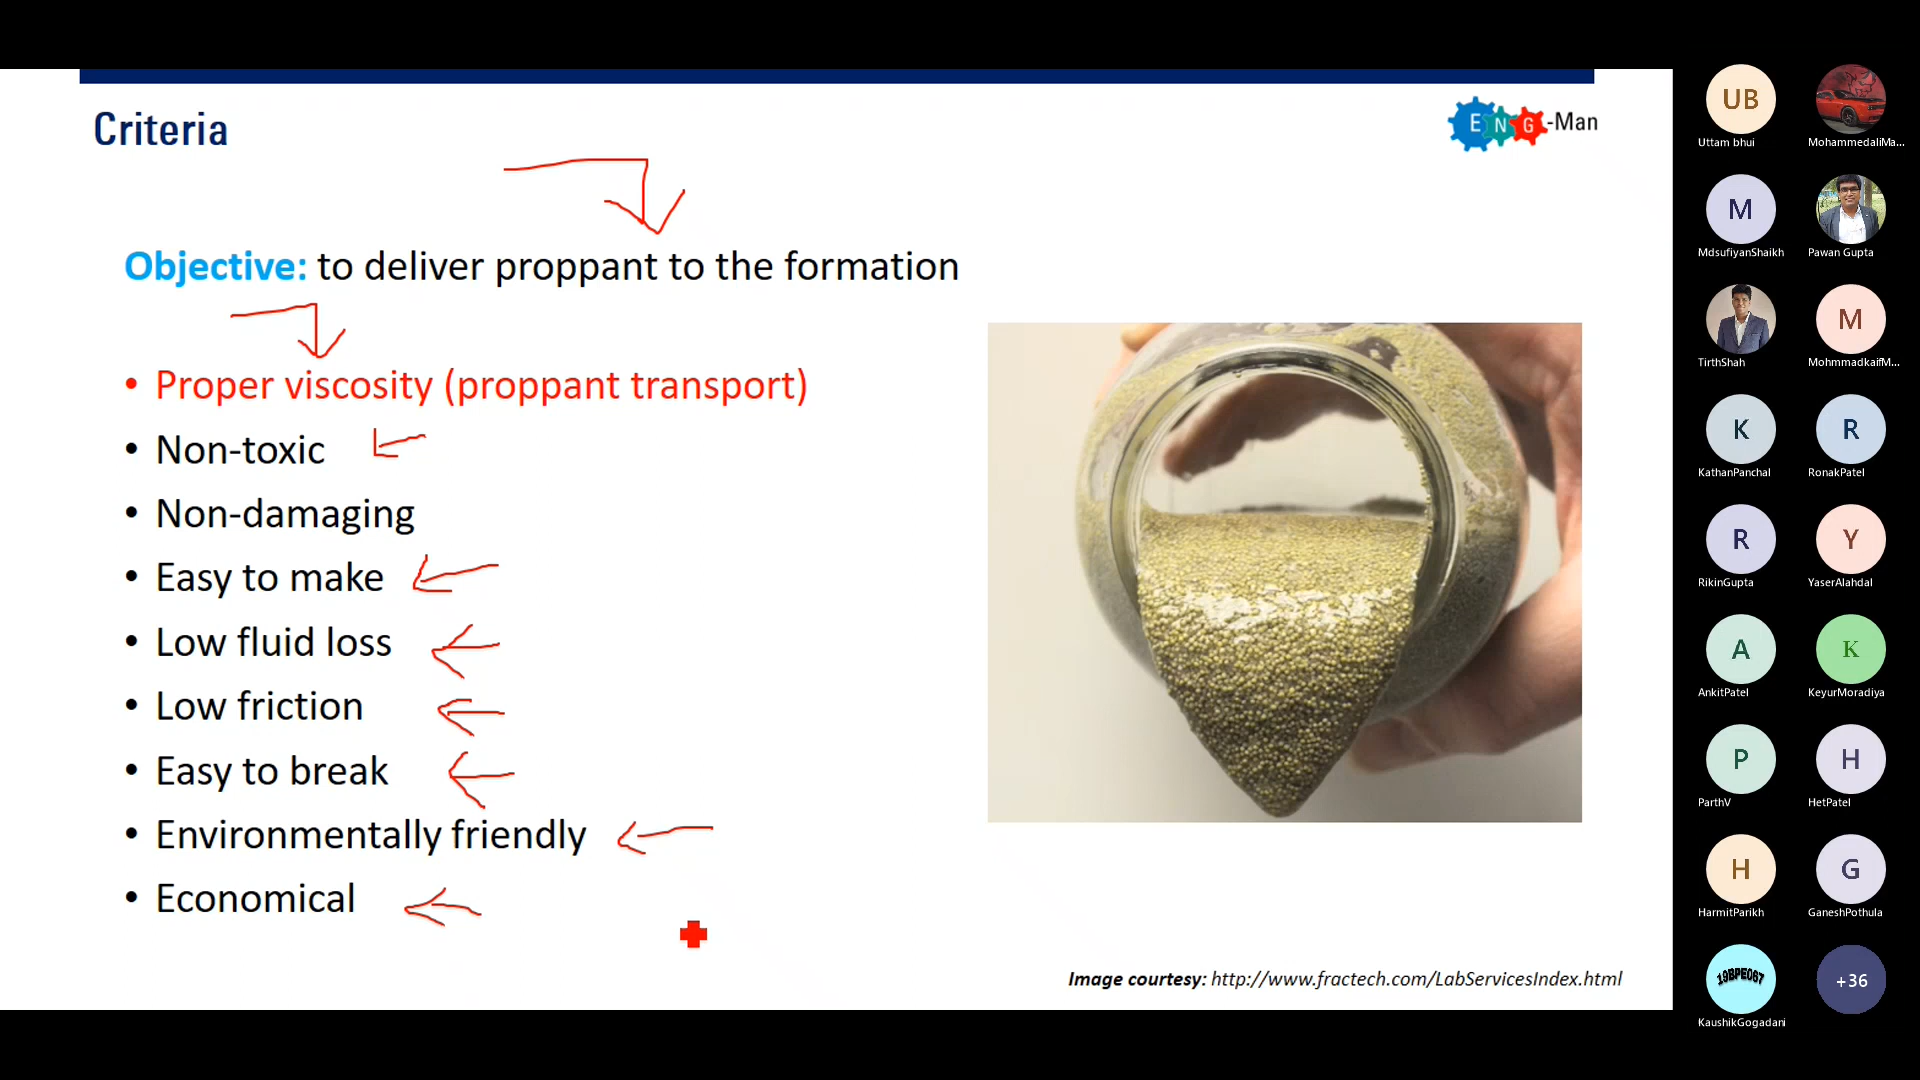 Criteria
E N G -Man
Objective: to deliver proppant to the formation
• Proper viscosity (proppant transport)
• Non-toxic
• Non-damaging
• Easy to make
• Low fluid loss
• Low friction
• Easy to break
• Environmentally friendly
• Economical
Image courtesy: http://www.fractech.com/LabServicesIndex.html
UB
Uttam bhui
MohammedaliMa...
M
MdsufiyanShaikh
Pawan Gupta
TirthShah
M
MohmmadkaifM...
K
KathanPanchal
R
RonakPatel
R
RikinGupta
Y
YaserAlahdal
A
AnkitPatel
K
KeyurMoradiya
P
ParthV
H
HetPatel
H
HarmitParikh
G
GaneshPothula
19BPE067
KaushikGogadani
+36